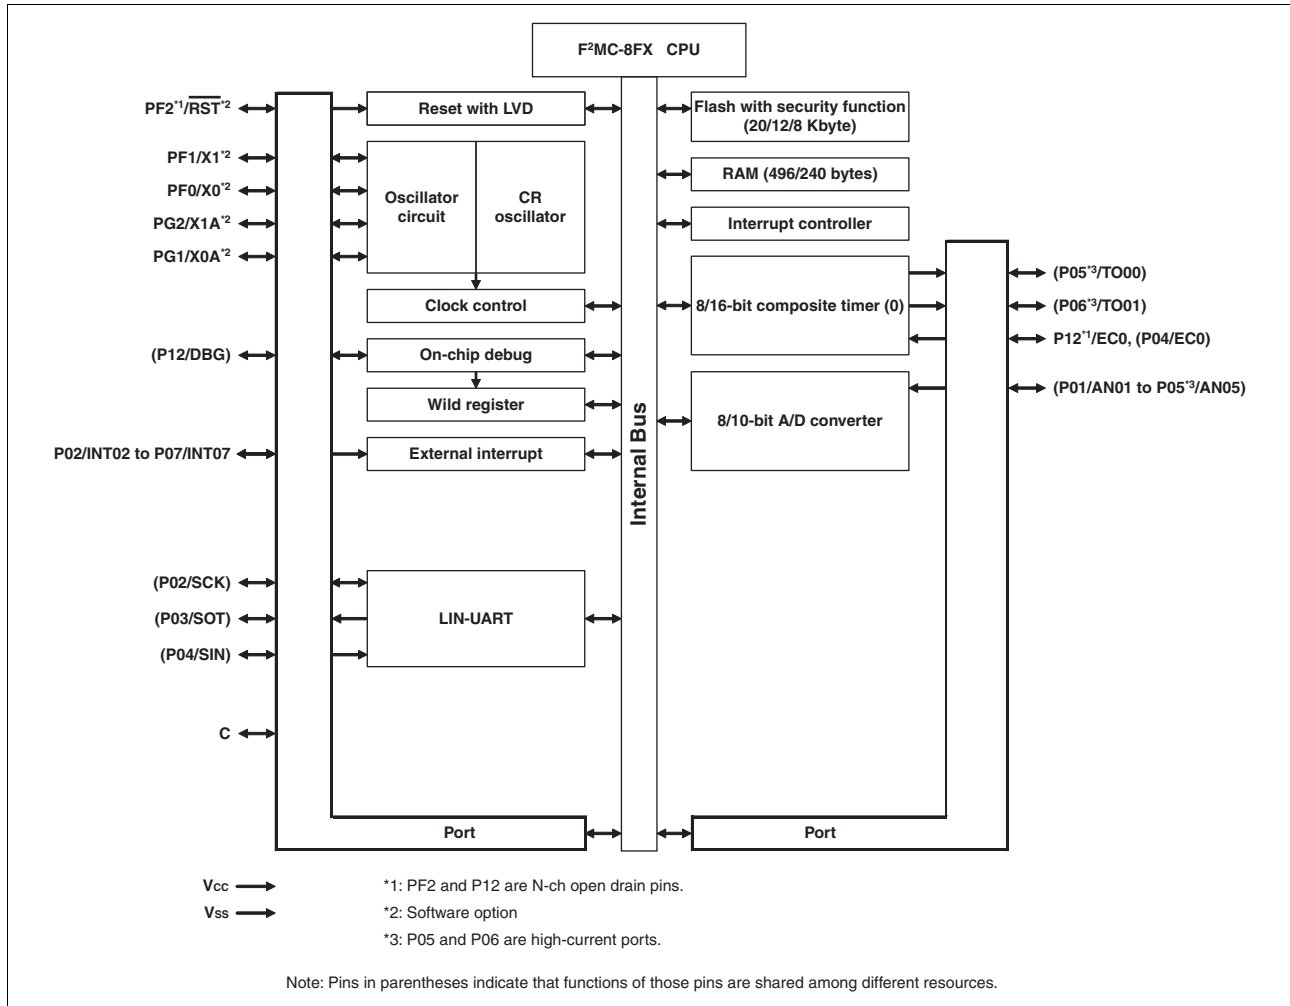 F²MC-8FX CPU
PF2*1/RST*2
Reset with LVD
Flash with security function
(20/12/8 Kbyte)
PF1/X1*2
PF0/X0*2
PG2/X1A*2
PG1/X0A*2
Oscillator
circuit
CR
oscillator
RAM (496/240 bytes)
Interrupt controller
Clock control
8/16-bit composite timer (0)
(P05*3/TO00)
(P06*3/TO01)
P12*1/EC0, (P04/EC0)
(P12/DBG)
On-chip debug
Wild register
8/10-bit A/D converter
(P01/AN01 to P05*3/AN05)
P02/INT02 to P07/INT07
External interrupt
Internal Bus
(P02/SCK)
(P03/SOT)
(P04/SIN)
LIN-UART
C
Port
Port
Vcc
Vss
*1: PF2 and P12 are N-ch open drain pins.
*2: Software option
*3: P05 and P06 are high-current ports.
Note: Pins in parentheses indicate that functions of those pins are shared among different resources.